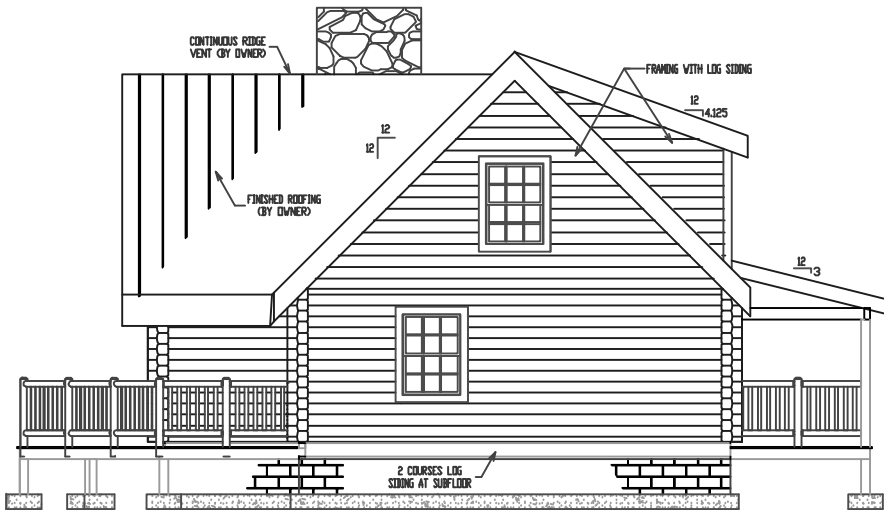 CONTINUOUS RIDGE
VENT (BY OWNER)
FRAMING WITH LOG SIDING
12
4.125
12
12
FINISHED ROOFING
(BY OWNER)
12
3
2 COURSES LOG
SIDING AT SUBFLOOR